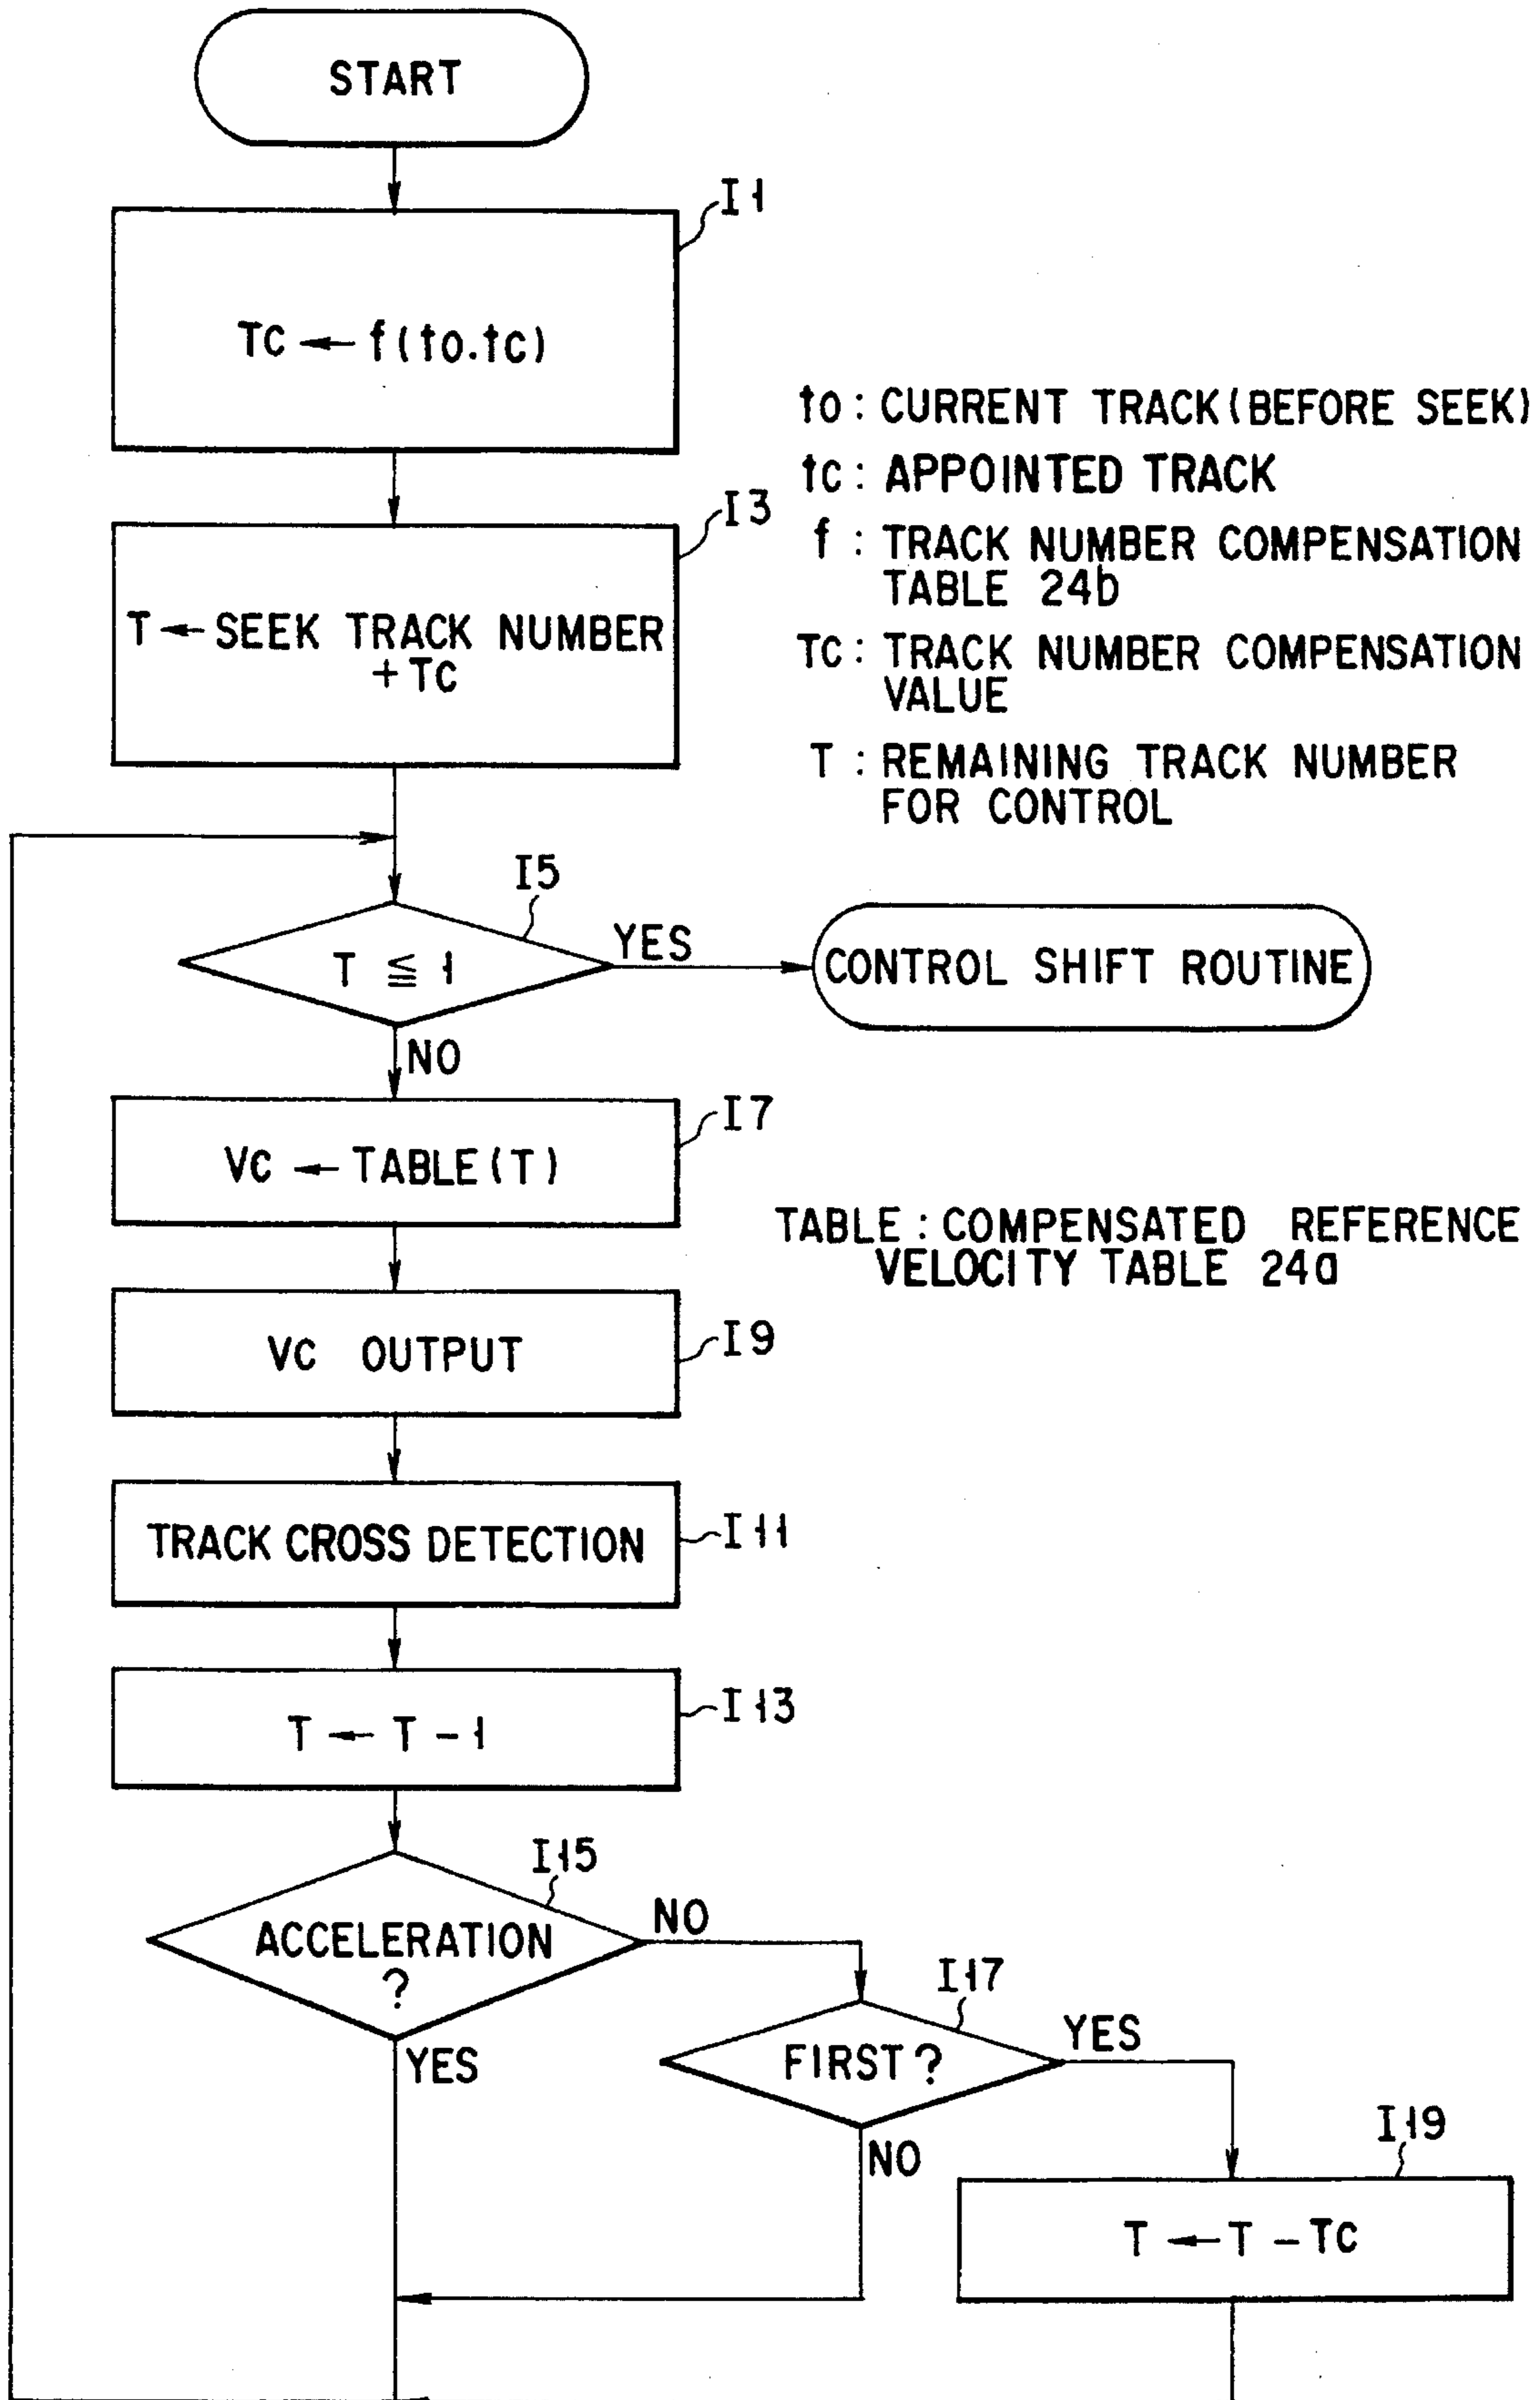 START
I1
TC ← f(to.tc)
to : CURRENT TRACK (BEFORE SEEK)
tc : APPOINTED TRACK
I3
f : TRACK NUMBER COMPENSATION
TABLE 24b
T ← SEEK TRACK NUMBER
+ TC
TC : TRACK NUMBER COMPENSATION
VALUE
T : REMAINING TRACK NUMBER
FOR CONTROL
I5
T ≦ 1
YES
CONTROL SHIFT ROUTINE
NO
I7
VC ← TABLE (T)
TABLE : COMPENSATED REFERENCE
VELOCITY TABLE 24a
I9
VC OUTPUT
I11
TRACK CROSS DETECTION
I13
T ← T - 1
I15
ACCELERATION
?
NO
YES
I17
FIRST?
YES
NO
I19
T ← T - TC